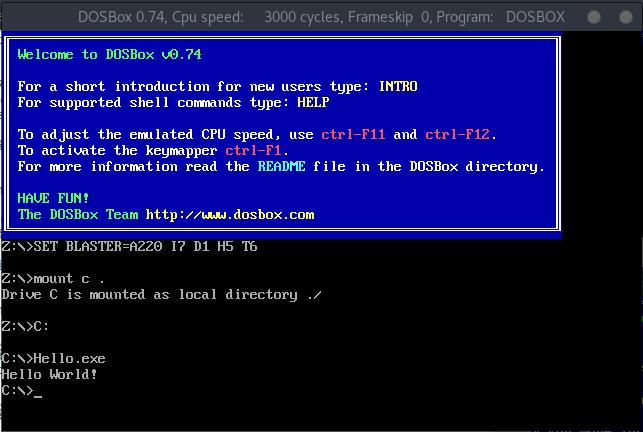 DOSBox 0.74, Cpu speed: 3000 cycles, Frameskip 0, Program: DOSBOX
Welcome to DOSBox v0.74
For a short introduction for new users type: INTRO
For supported shell commands type: HELP
To adjust the emulated CPU speed, use ctrl-F11 and ctrl-F12.
To activate the keymapper ctrl-F1.
For more information read the README file in the DOSBox directory.
HAVE FUN!
The DOSBox Team http://www.dosbox.com
Z:\>SET BLASTER=A220 I7 D1 H5 T6
Z:\>mount c .
Drive C is mounted as local directory ./
Z:\>C:
C:\>Hello.exe
Hello World!
C:\>_